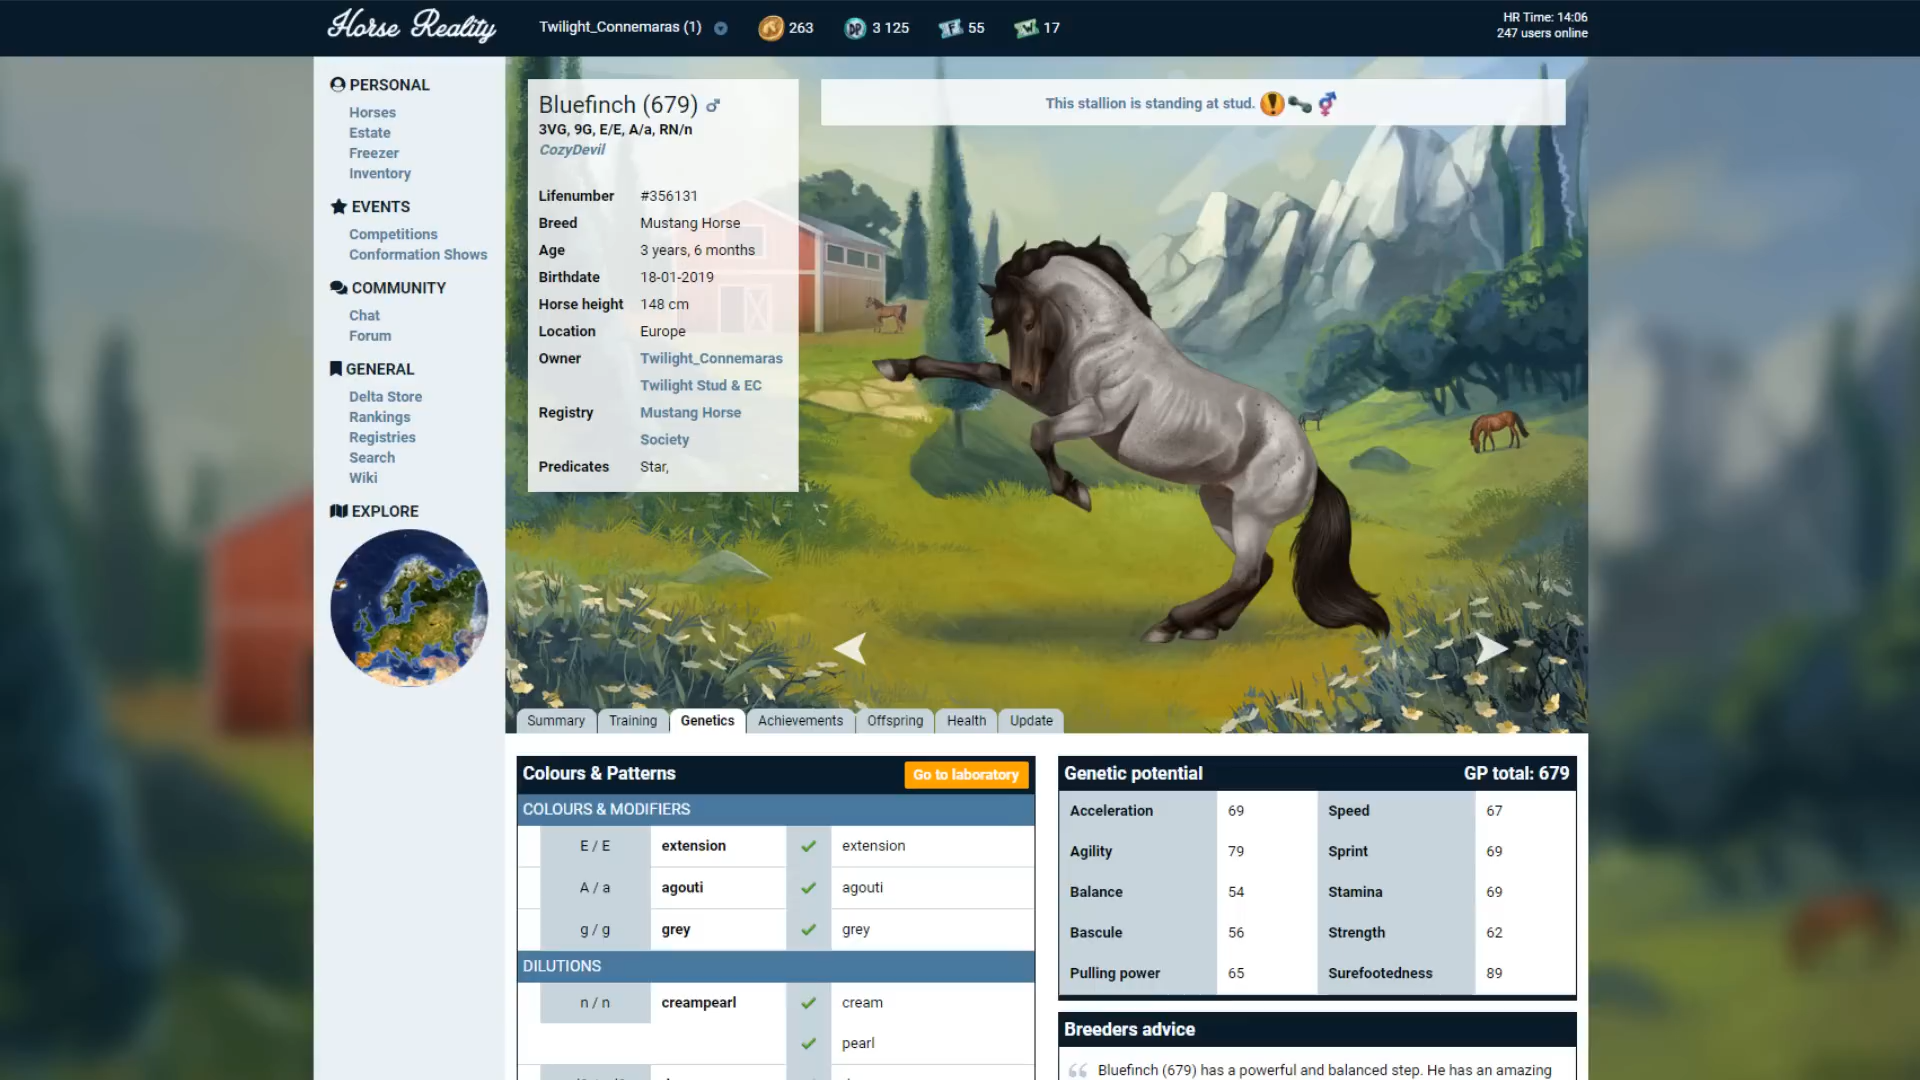 Horse Reality
Twilight_Connemaras (1)
263
3 125
55
17
HR Time: 14:06
247 users online
PERSONAL
Horses
Estate
Freezer
Inventory
EVENTS
Competitions
Conformation Shows
COMMUNITY
Chat
Forum
GENERAL
Delta Store
Rankings
Registries
Search
Wiki
EXPLORE
Bluefinch (679)
3VG, 9G, E/E, A/a, RN/n
CozyDevil
Lifenumber #356131
Breed Mustang Horse
Age 3 years, 6 months
Birthdate 18-01-2019
Horse height 148 cm
Location Europe
Owner Twilight_Connemaras
Twilight Stud & EC
Registry Mustang Horse
Society
Predicates Star,
This stallion is standing at stud.
Summary Training Genetics Achievements Offspring Health Update
Colours & Patterns Go to laboratory
COLOURS & MODIFIERS
E / E extension extension
A / a agouti agouti
g / g grey grey
DILUTIONS
n / n creampearl cream
pearl
Genetic potential GP total: 679
Acceleration 69 Speed 67
Agility 79 Sprint 69
Balance 54 Stamina 69
Bascule 56 Strength 62
Pulling power 65 Surefootedness 89
Breeders advice
Bluefinch (679) has a powerful and balanced step. He has an amazing